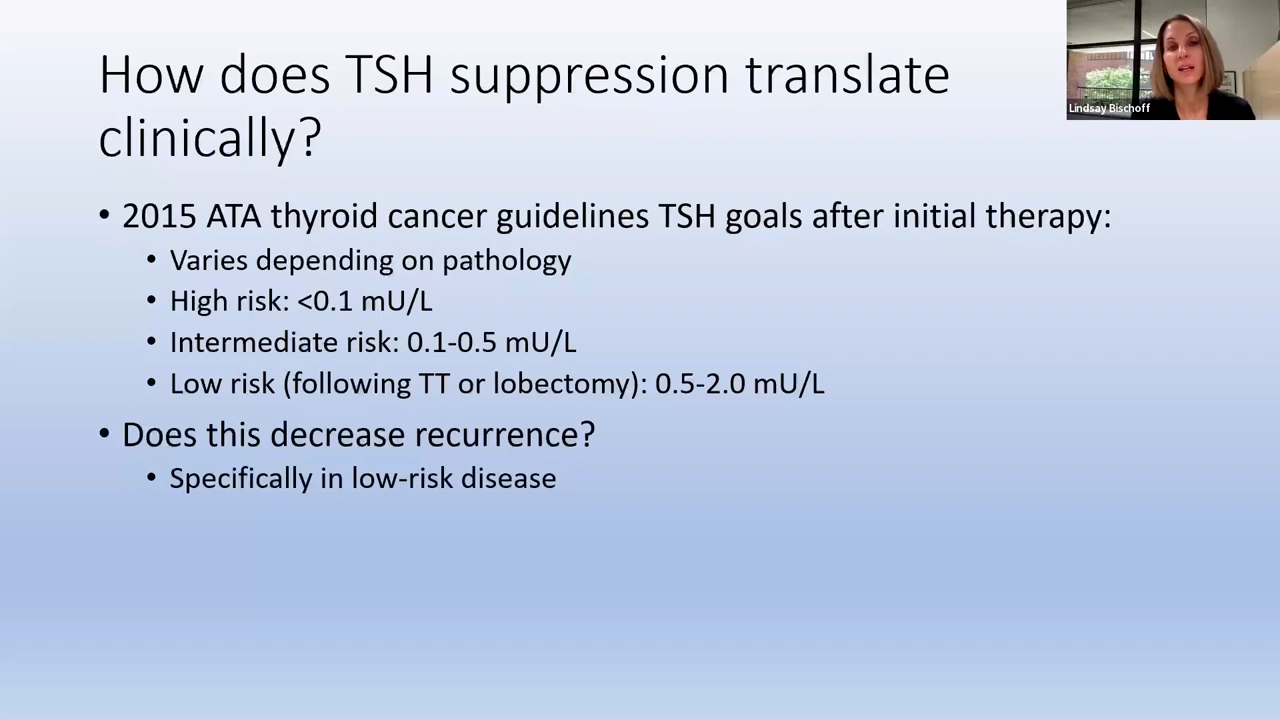 How does TSH suppression translate
clinically?
Lindsay Bischoff
• 2015 ATA thyroid cancer guidelines TSH goals after initial therapy:
• Varies depending on pathology
• High risk: <0.1 mU/L
• Intermediate risk: 0.1-0.5 mU/L
• Low risk (following TT or lobectomy): 0.5-2.0 mU/L
• Does this decrease recurrence?
• Specifically in low-risk disease